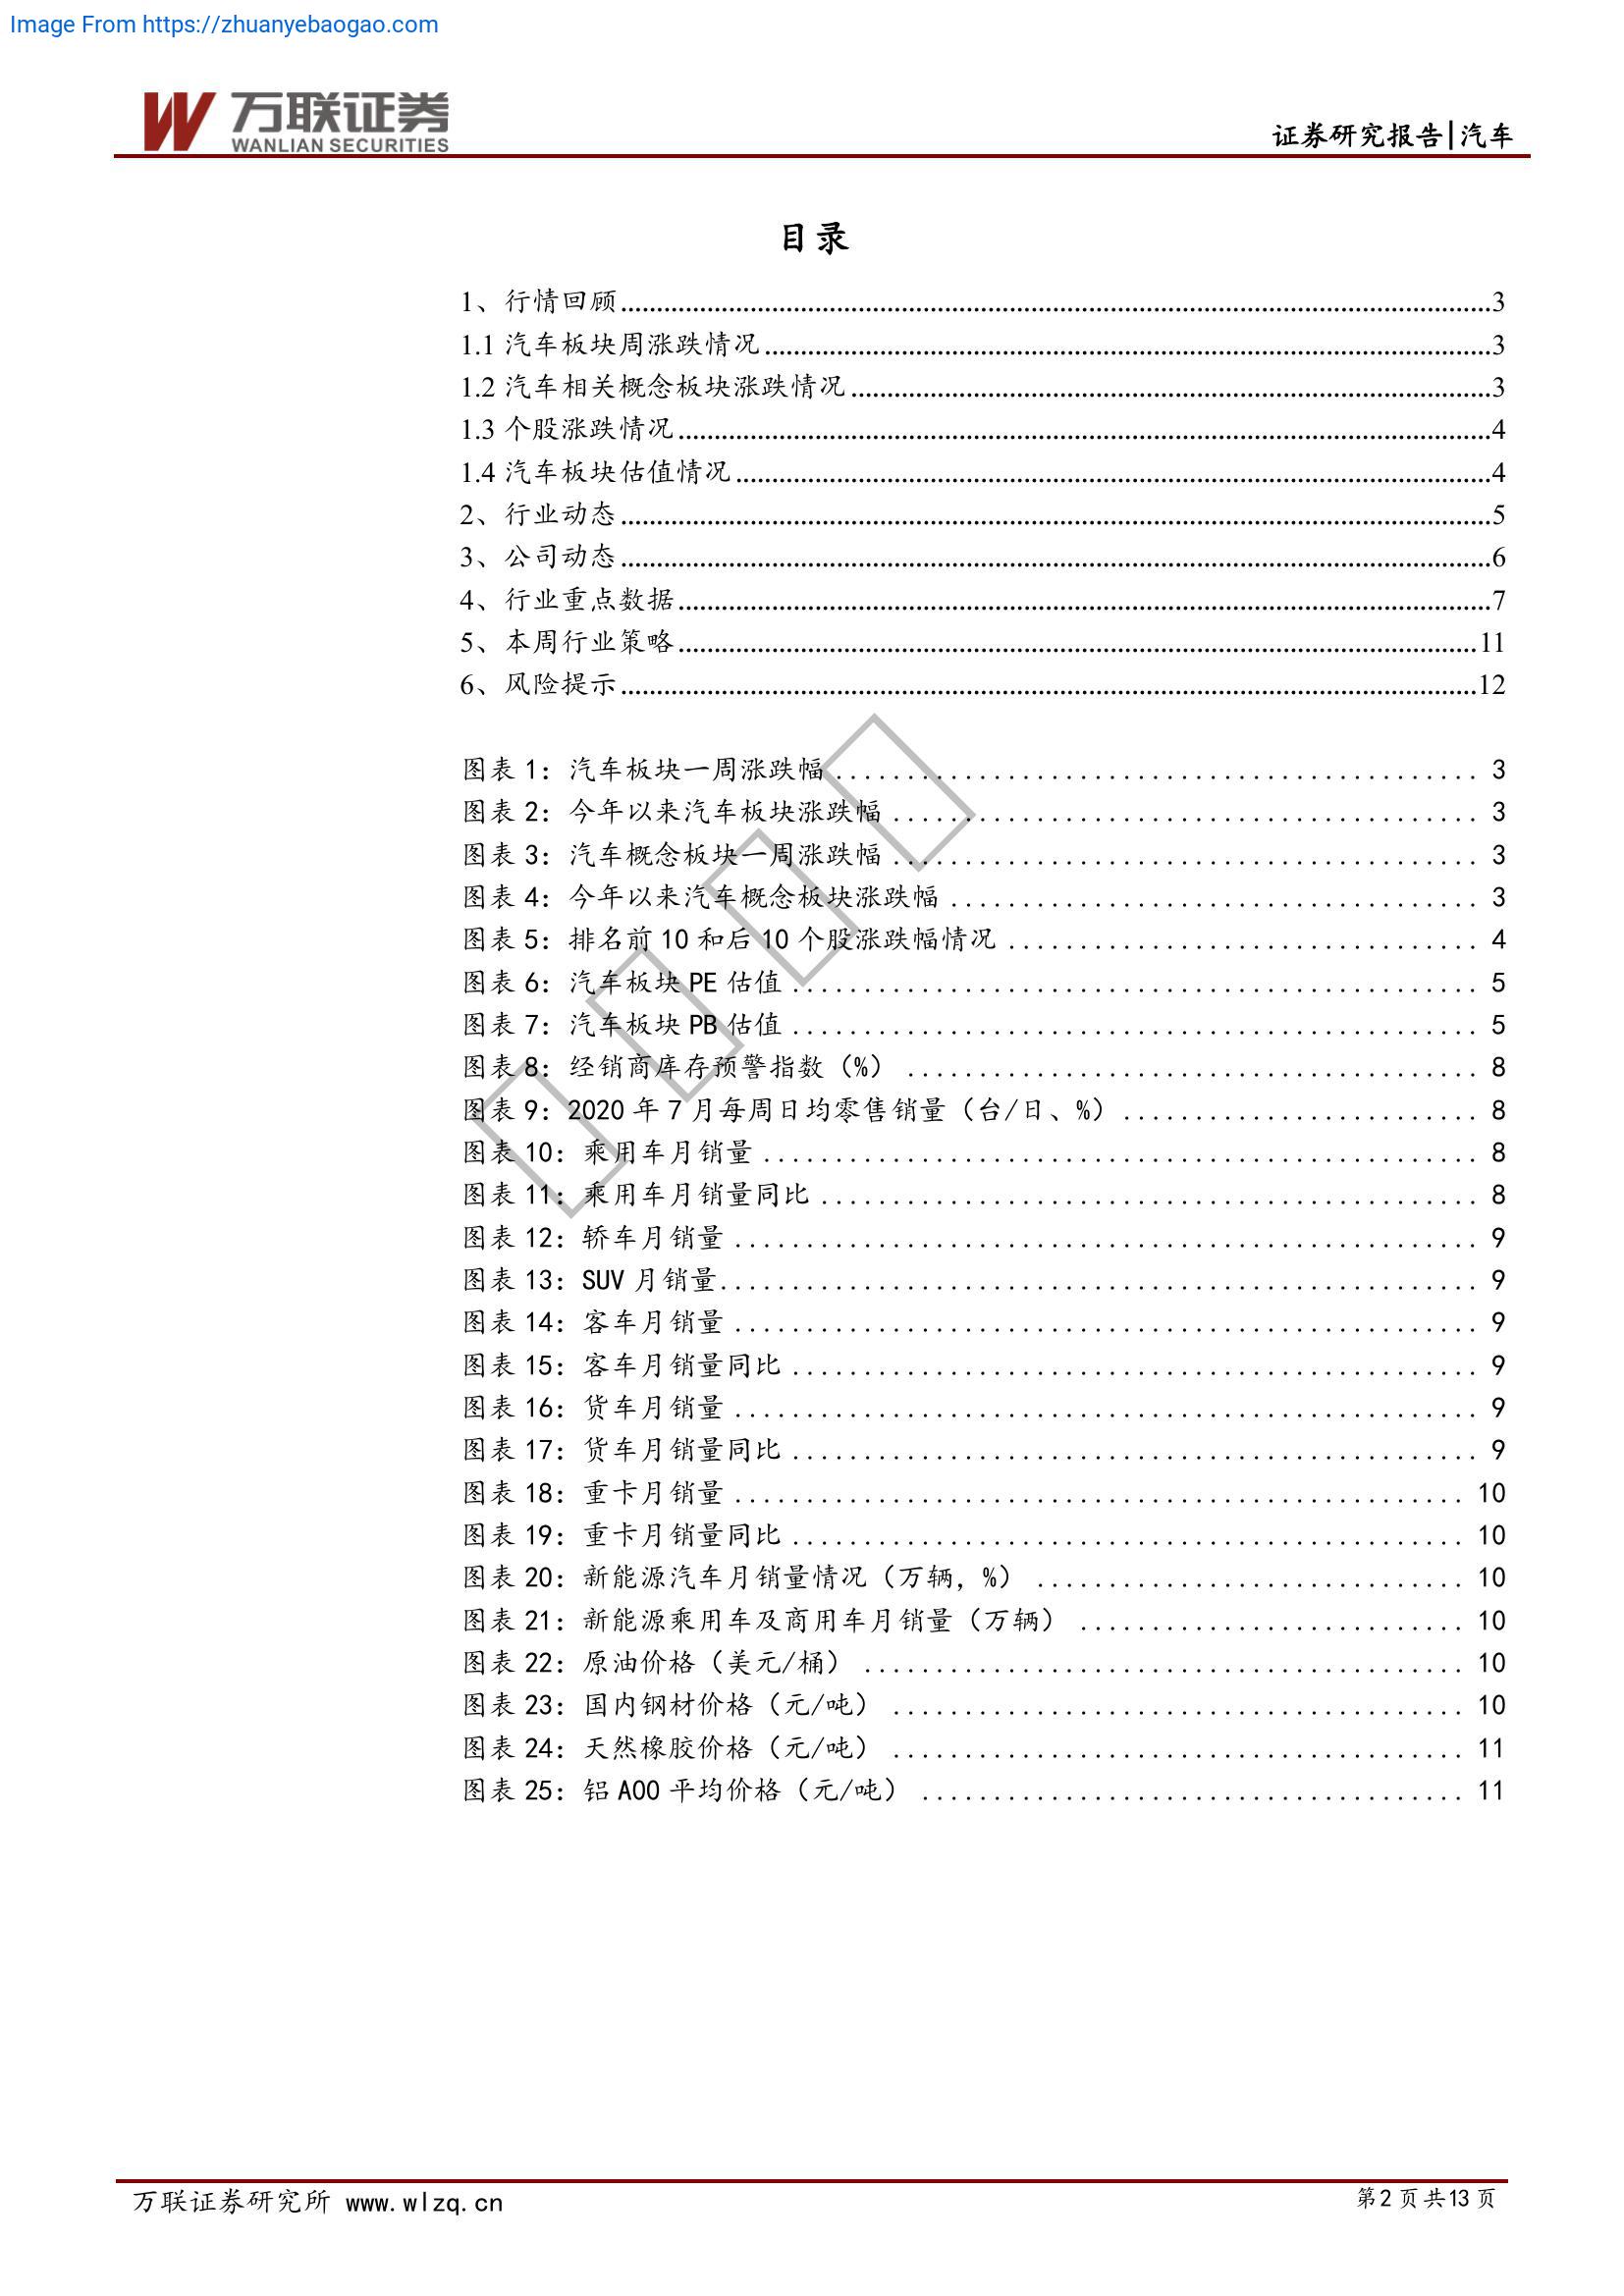 Image From https://zhuanyebaogao.com
万联证券
WANLIAN SECURITIES
证券研究报告|汽车
目录
1、行情回顾........................................3
1.1 汽车板块周涨跌情况........................................3
1.2 汽车相关概念板块涨跌情况........................................3
1.3 个股涨跌情况........................................4
1.4 汽车板块估值情况........................................4
2、行业动态........................................5
3、公司动态........................................6
4、行业重点数据........................................7
5、本周行业策略........................................11
6、风险提示........................................12
图表 1：汽车板块一周涨跌幅........................................ 3
图表 2：今年以来汽车板块涨跌幅........................................ 3
图表 3：汽车概念板块一周涨跌幅........................................ 3
图表 4：今年以来汽车概念板块涨跌幅........................................ 3
图表 5：排名前 10 和后 10 个股涨跌幅情况........................................ 4
图表 6：汽车板块 PE 估值........................................ 5
图表 7：汽车板块 PB 估值........................................ 5
图表 8：经销商库存预警指数（%）........................................ 8
图表 9：2020 年 7 月每周日均零售销量（台/日、%）........................................ 8
图表 10：乘用车月销量........................................ 8
图表 11：乘用车月销量同比........................................ 8
图表 12：轿车月销量........................................ 9
图表 13：SUV 月销量........................................ 9
图表 14：客车月销量........................................ 9
图表 15：客车月销量同比........................................ 9
图表 16：货车月销量........................................ 9
图表 17：货车月销量同比........................................ 9
图表 18：重卡月销量........................................ 10
图表 19：重卡月销量同比........................................ 10
图表 20：新能源汽车月销量情况（万辆，%）........................................ 10
图表 21：新能源乘用车及商用车月销量（万辆）........................................ 10
图表 22：原油价格（美元/桶）........................................ 10
图表 23：国内钢材价格（元/吨）........................................ 10
图表 24：天然橡胶价格（元/吨）........................................ 11
图表 25：铝 A00 平均价格（元/吨）........................................ 11
万联证券研究所 www.wlzq.cn
第 2 页 共 13 页